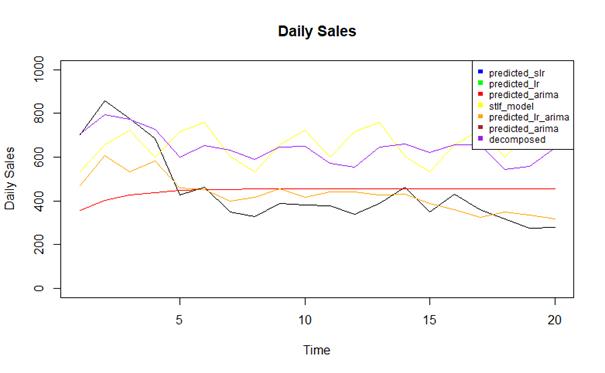 Daily Sales
1000
800
600
400
200
0
Daily Sales
predicted_slr
predicted_lr
predicted_arima
stlf_model
predicted_lr_arima
predicted_arima
decomposed
5
10
15
20
Time